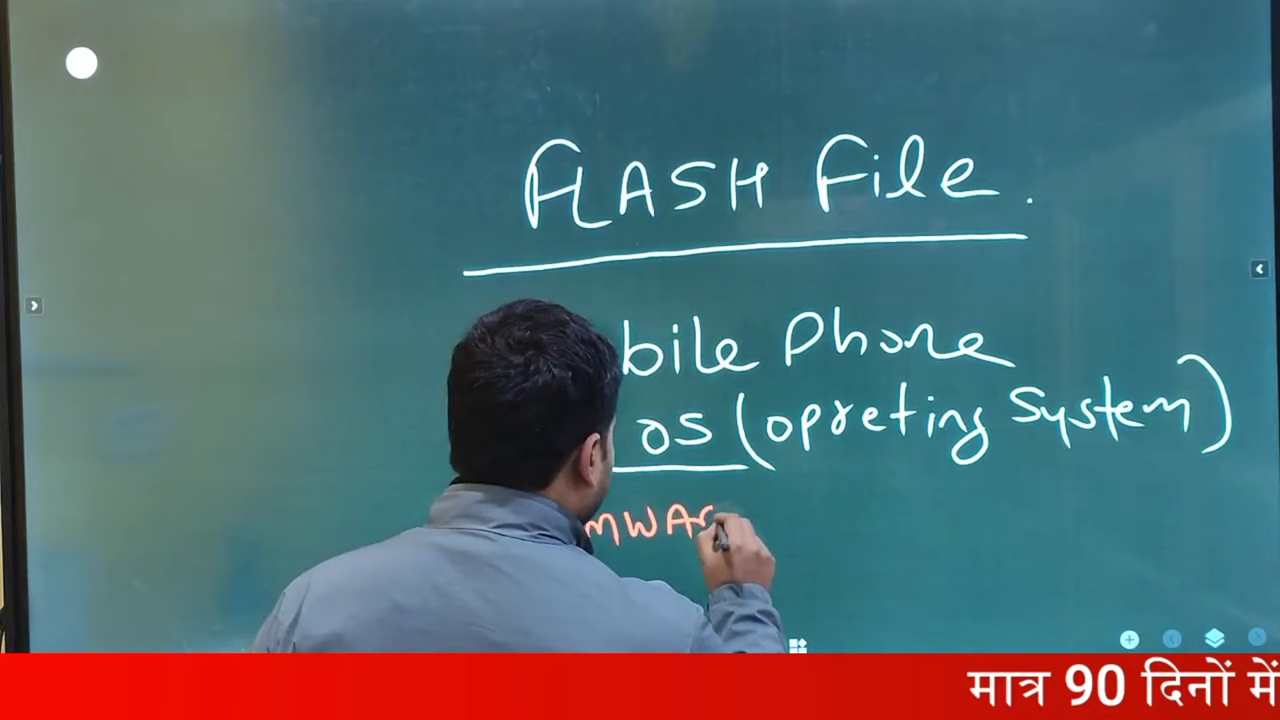 FLASH File.
bile Phone
OS (opreting System)
mWAr
मात्र 90 दिनों में